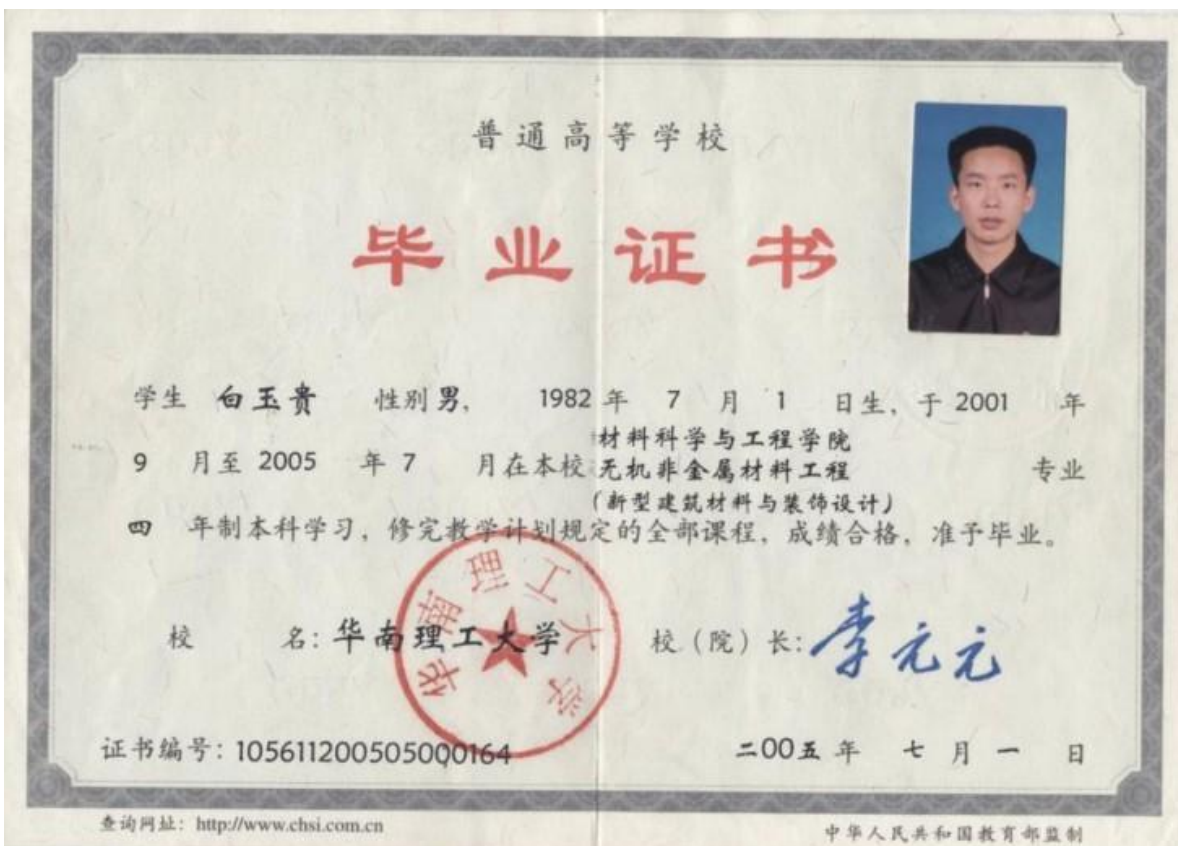 普通高等学校
毕业证书
学生 白玉贵 性别 男, 1982 年 7 月 1 日生, 于 2001 年
材料科学与工程学院
9 月至 2005 年 7 月在本校 无机非金属材料工程 专业
(新型建筑材料与装饰设计)
四 年制本科学习, 修完教学计划规定的全部课程, 成绩合格, 准予毕业。
华南理工大学
校 名: 华南理工大学 校(院)长: 李元元
证书编号: 105611200505000164 二00五 年 七 月 一 日
查询网址: http://www.chsi.com.cn 中华人民共和国教育部监制